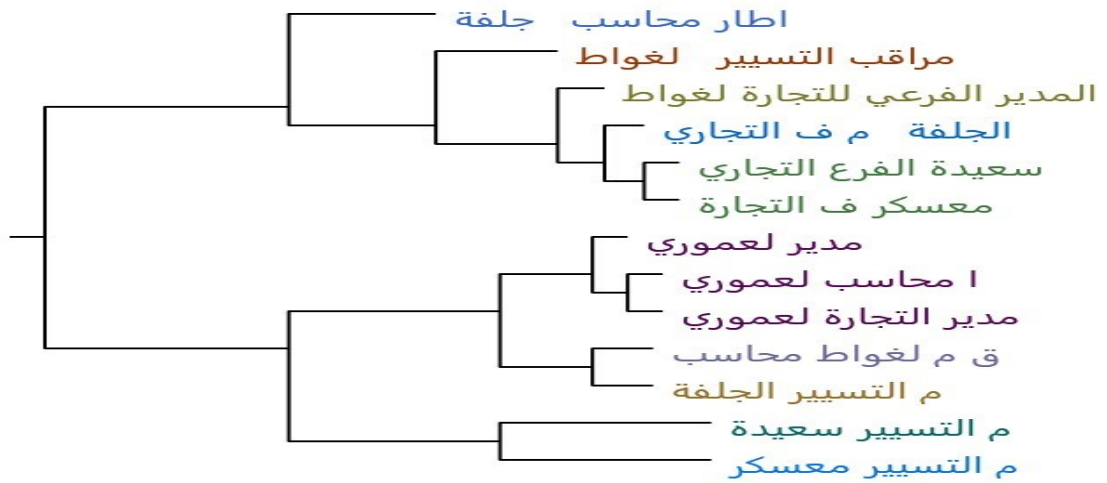 اطار محاسب جلفة
مراقب التسيير لغواط
المدير الفرعي للتجارة لغواط
الجلفة م ف التجاري
سعيدة الفرع التجاري
معسكر ف التجارة
مدير لعموري
ا محاسب لعموري
مدير التجارة لعموري
ق م لغواط محاسب
م التسيير الجلفة
م التسيير سعيدة
م التسيير معسكر